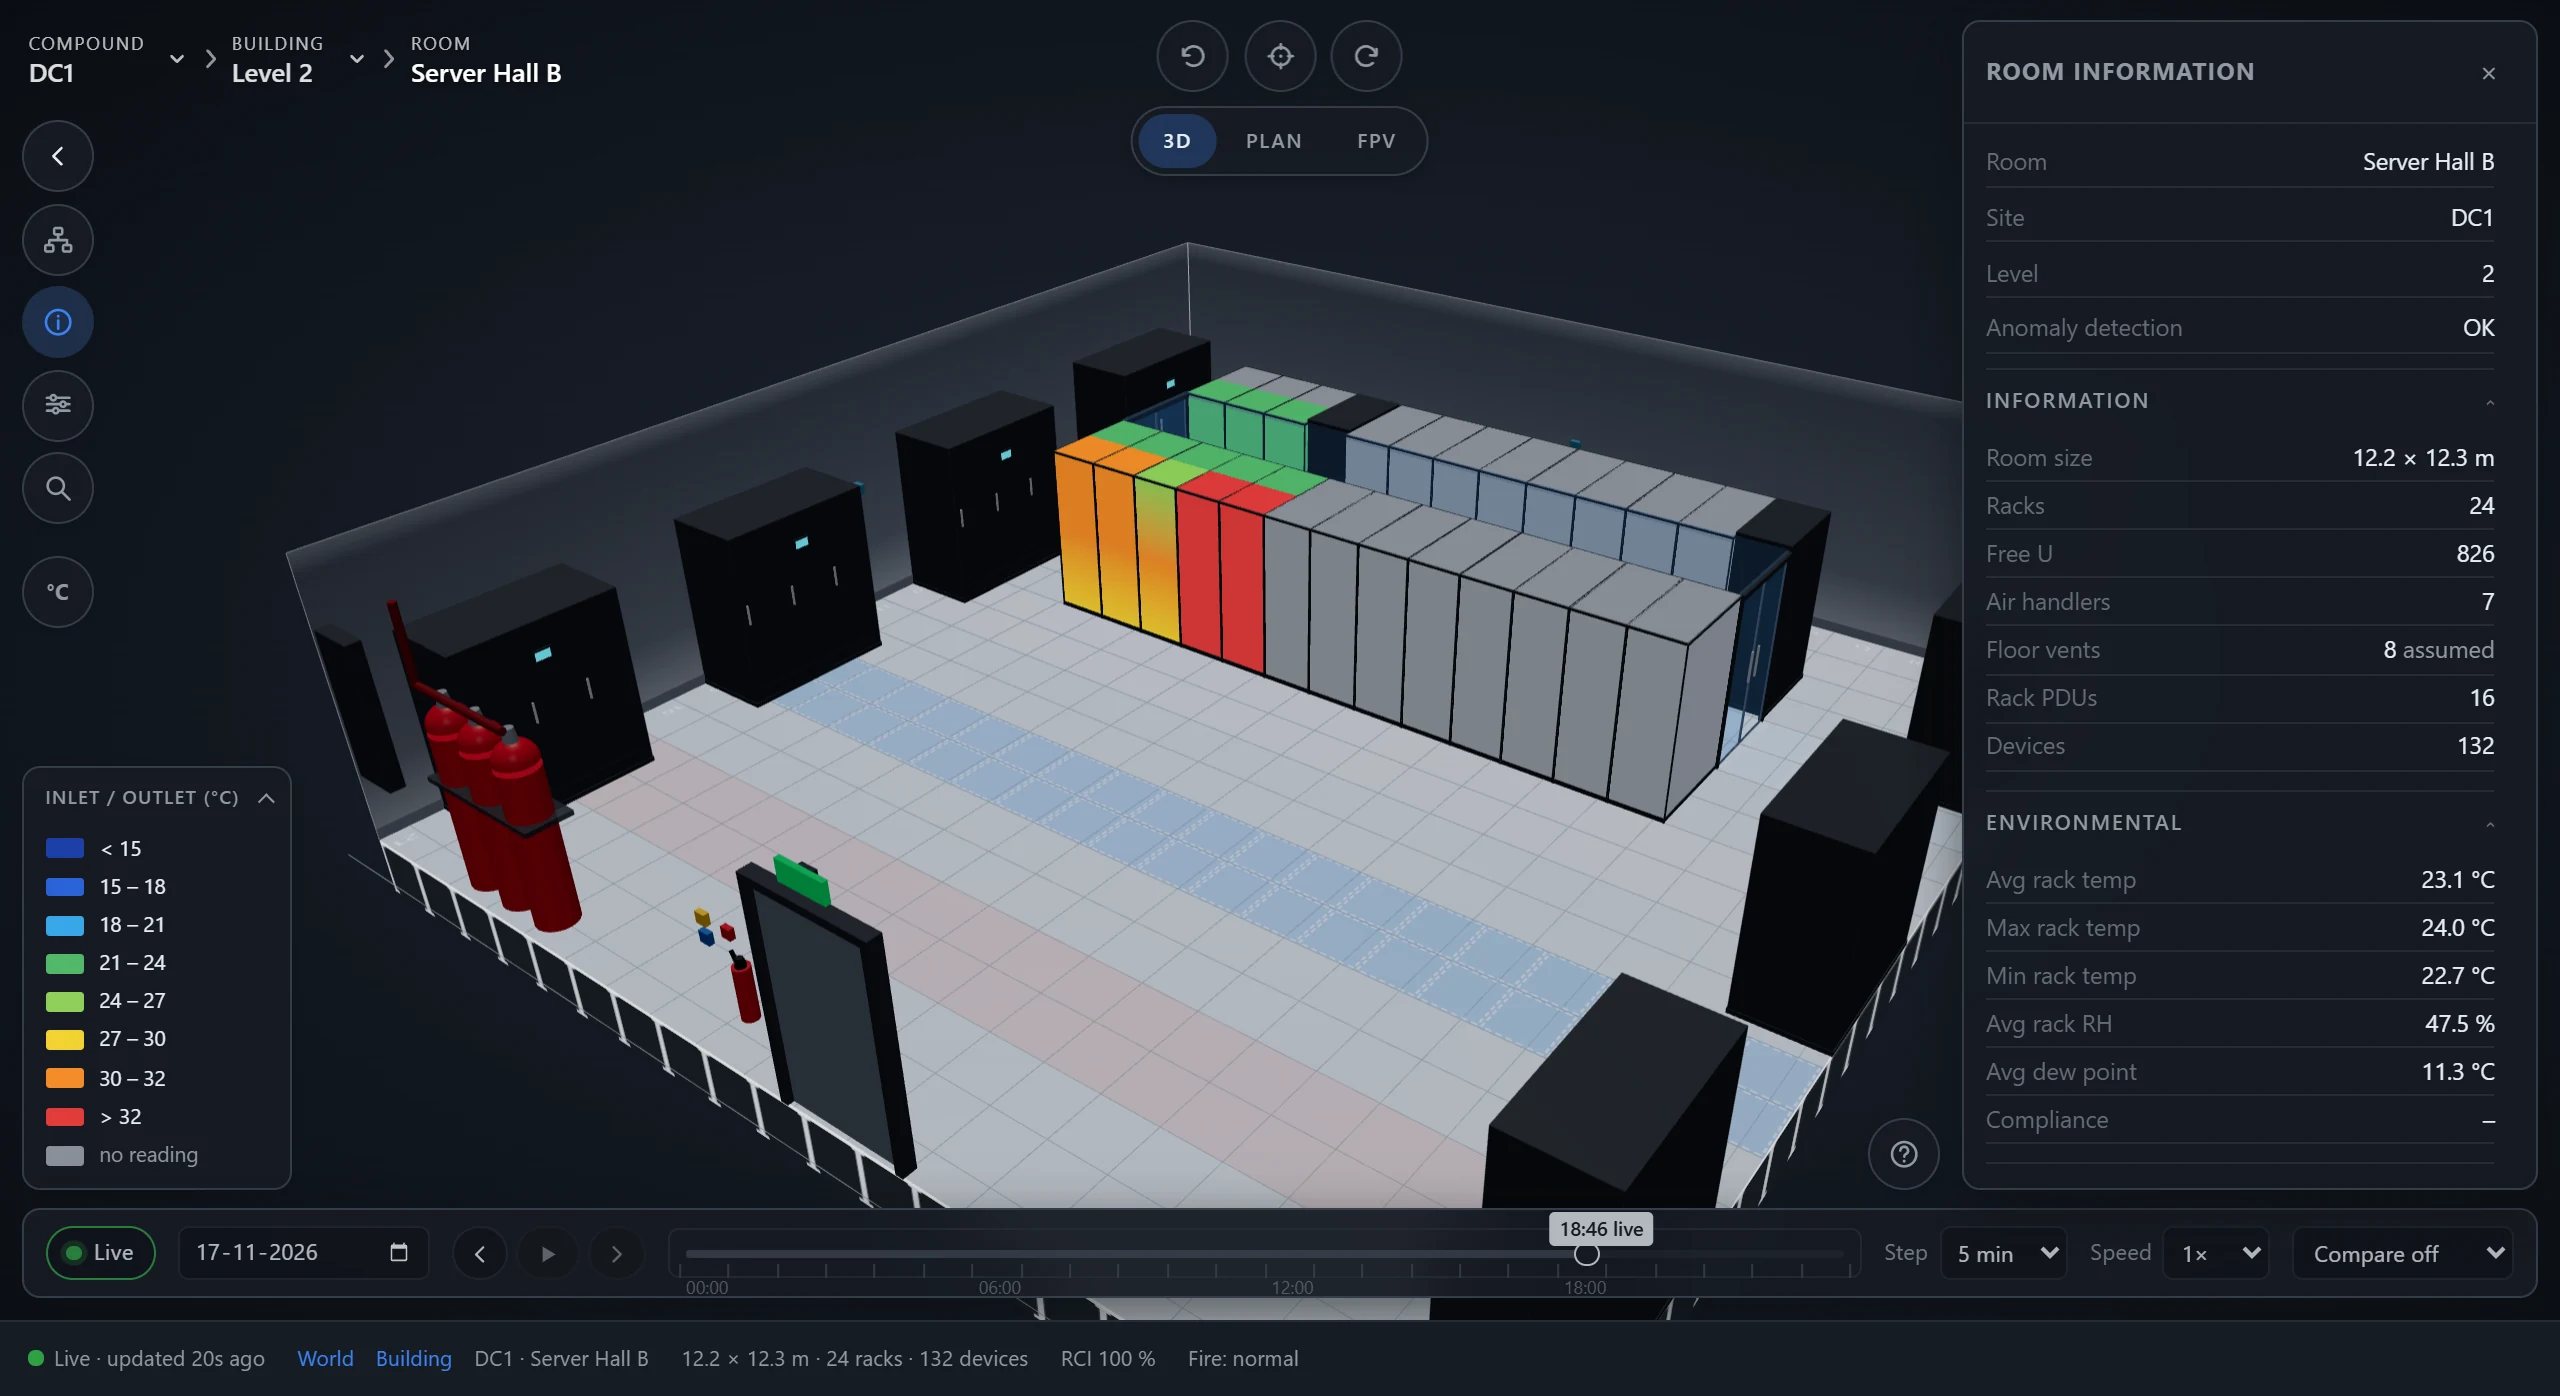 COMPOUND
DC1
BUILDING
Level 2
ROOM
Server Hall B
3D PLAN FPV
°C
INLET / OUTLET (°C)
< 15
15 – 18
18 – 21
21 – 24
24 – 27
27 – 30
30 – 32
> 32
no reading
ROOM INFORMATION
Room Server Hall B
Site DC1
Level 2
Anomaly detection OK
INFORMATION
Room size 12.2 × 12.3 m
Racks 24
Free U 826
Air handlers 7
Floor vents 8 assumed
Rack PDUs 16
Devices 132
ENVIRONMENTAL
Avg rack temp 23.1 °C
Max rack temp 24.0 °C
Min rack temp 22.7 °C
Avg rack RH 47.5 %
Avg dew point 11.3 °C
Compliance –
Live 17-11-2026
18:46 live
00:00 06:00 12:00 18:00
Step 5 min Speed 1× Compare off
Live · updated 20s ago World Building DC1 · Server Hall B 12.2 × 12.3 m · 24 racks · 132 devices RCI 100 % Fire: normal